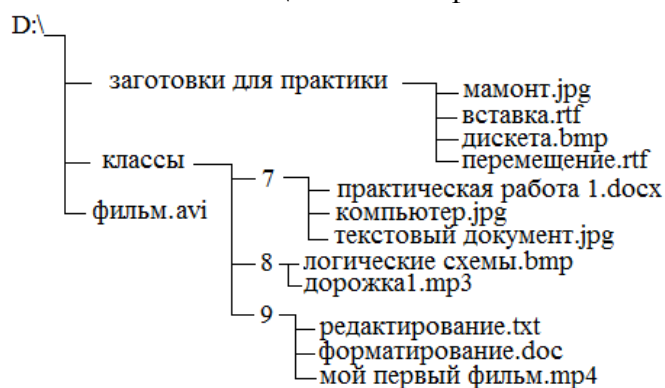 D:\
заготовки для практики
мамонт.jpg
вставка.rtf
дискета.bmp
перемещение.rtf
классы
7
практическая работа 1.docx
компьютер.jpg
текстовый документ.jpg
8
логические схемы.bmp
дорожка1.mp3
9
редактирование.txt
форматирование.doc
мой первый фильм.mp4
фильм.avi